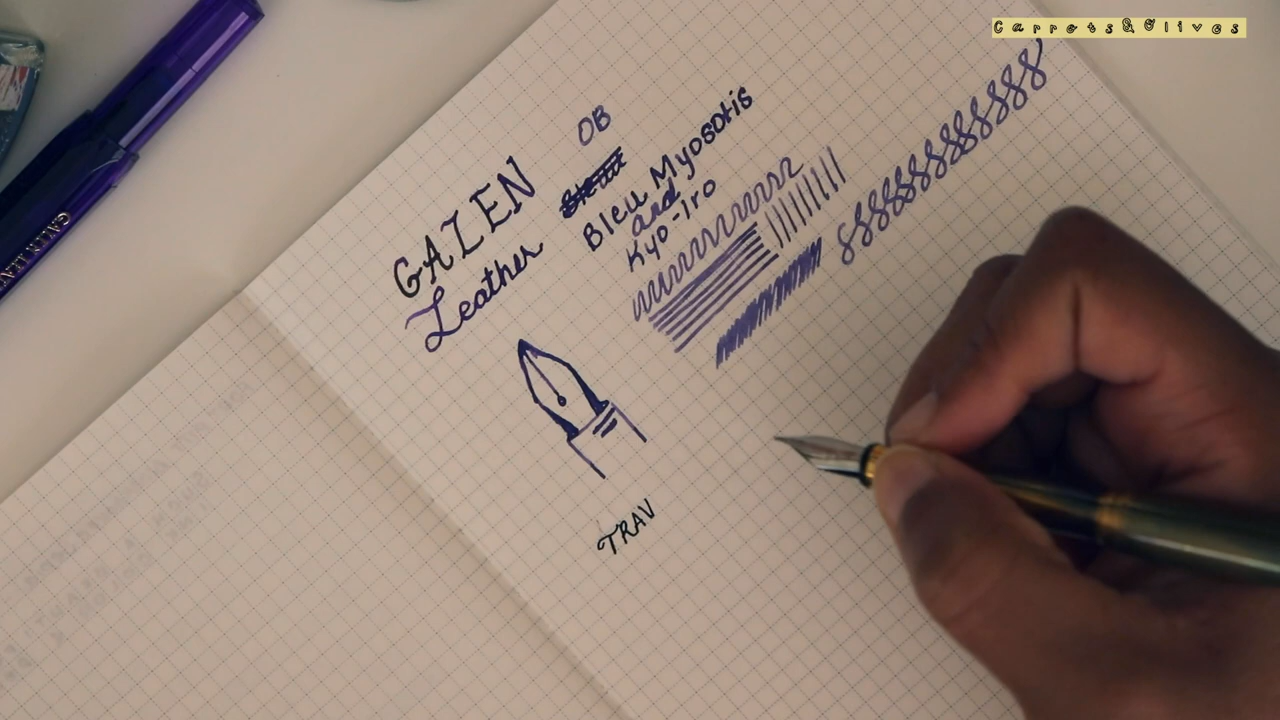 Carrots&Olives
GALEN
Leather
OB
Bleu Myosotis
and
Kyo-Iro
TRAV